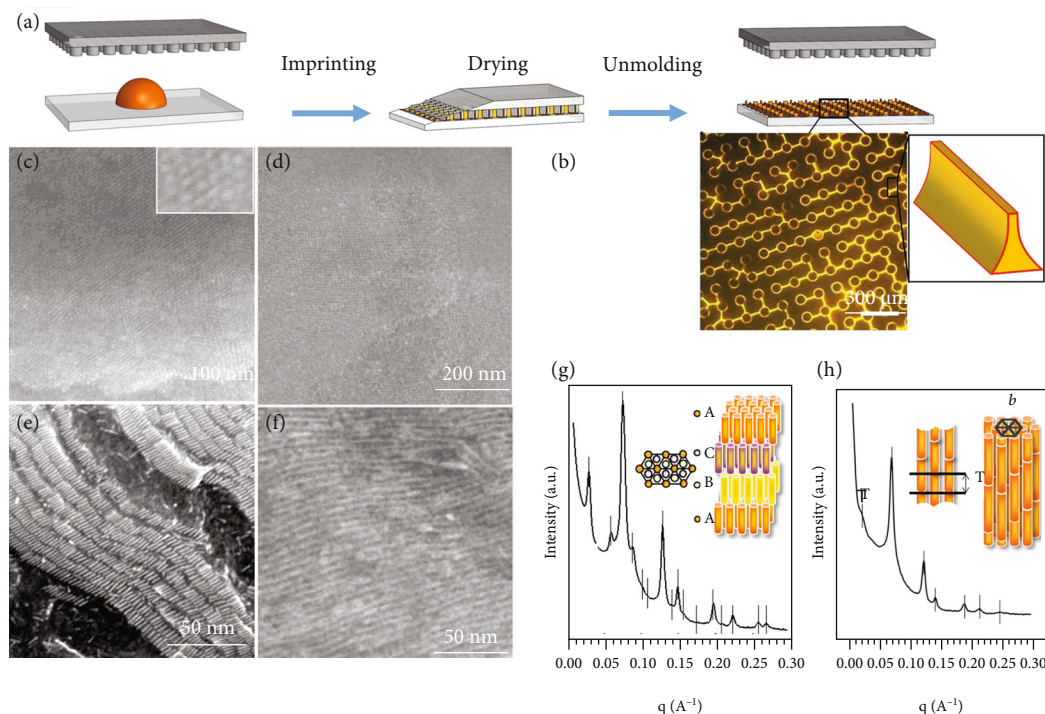 (a)
Imprinting
Drying
Unmolding
(b)
300 μm
(c)
100 nm
(d)
200 nm
(e)
50 nm
(f)
50 nm
(g)
Intensity (a.u.)
A
C
B
A
0.00 0.05 0.10 0.15 0.20 0.25 0.30
q (A⁻¹)
(h)
Intensity (a.u.)
b
T
T
0.00 0.05 0.10 0.15 0.20 0.25 0.30
q (A⁻¹)